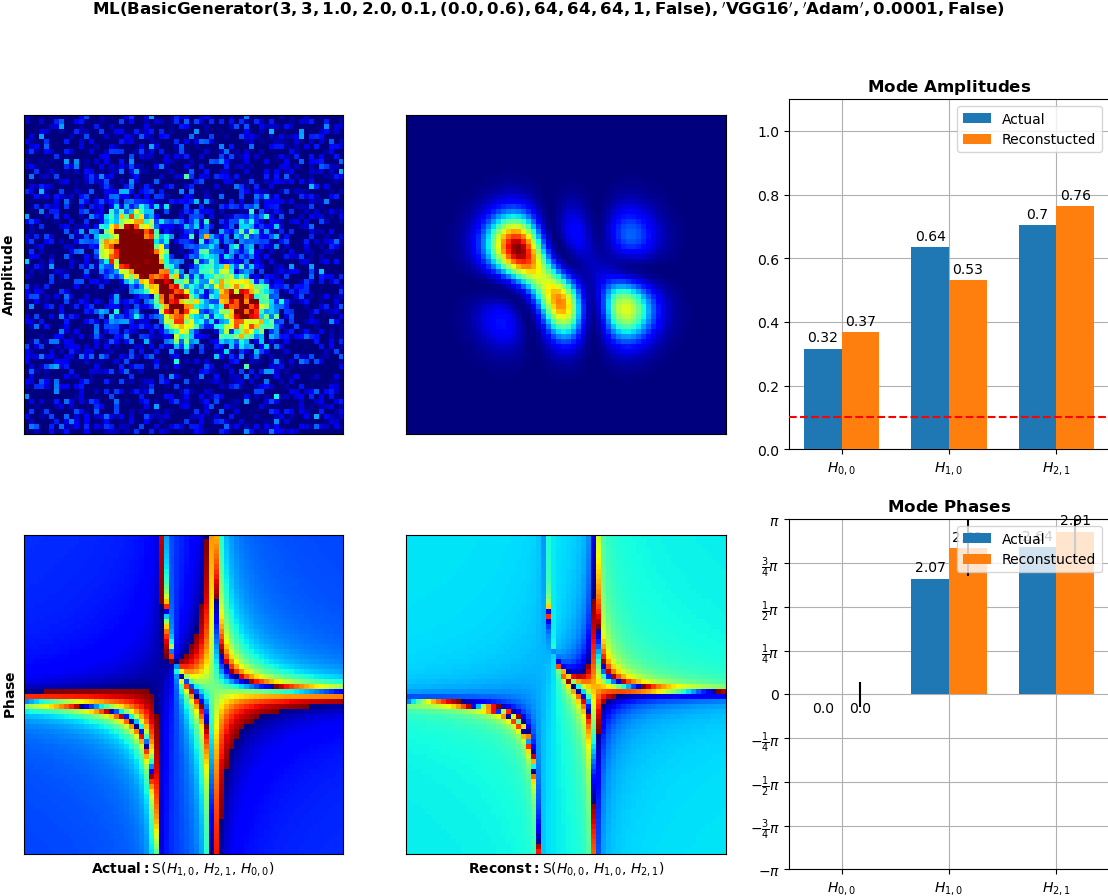 ML(BasicGenerator(3, 3, 1.0, 2.0, 0.1, (0.0, 0.6), 64, 64, 64, 1, False), ′VGG16′, ′Adam′, 0.0001, False)
Mode Amplitudes
Actual
Reconstucted
Amplitude
1.0
0.8
0.6
0.4
0.2
0.0
0.32
0.37
0.64
0.53
0.7
0.76
H0,0
H1,0
H2,1
Mode Phases
Actual
Reconstucted
Phase
π
3/4π
1/2π
1/4π
0
−1/4π
−1/2π
−3/4π
−π
0.0
0.0
2.07
2.91
H0,0
H1,0
H2,1
Actual: S(H1,0, H2,1, H0,0)
Reconst: S(H0,0, H1,0, H2,1)